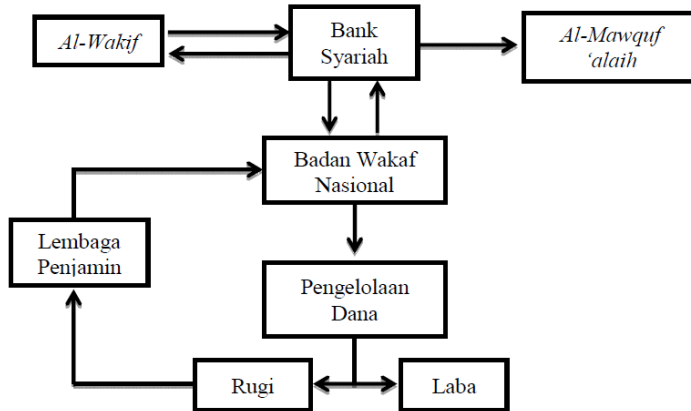 Al-Wakif
Bank
Syariah
Al-Mawquf
‘alaih
Badan Wakaf
Nasional
Lembaga
Penjamin
Pengelolaan
Dana
Rugi
Laba